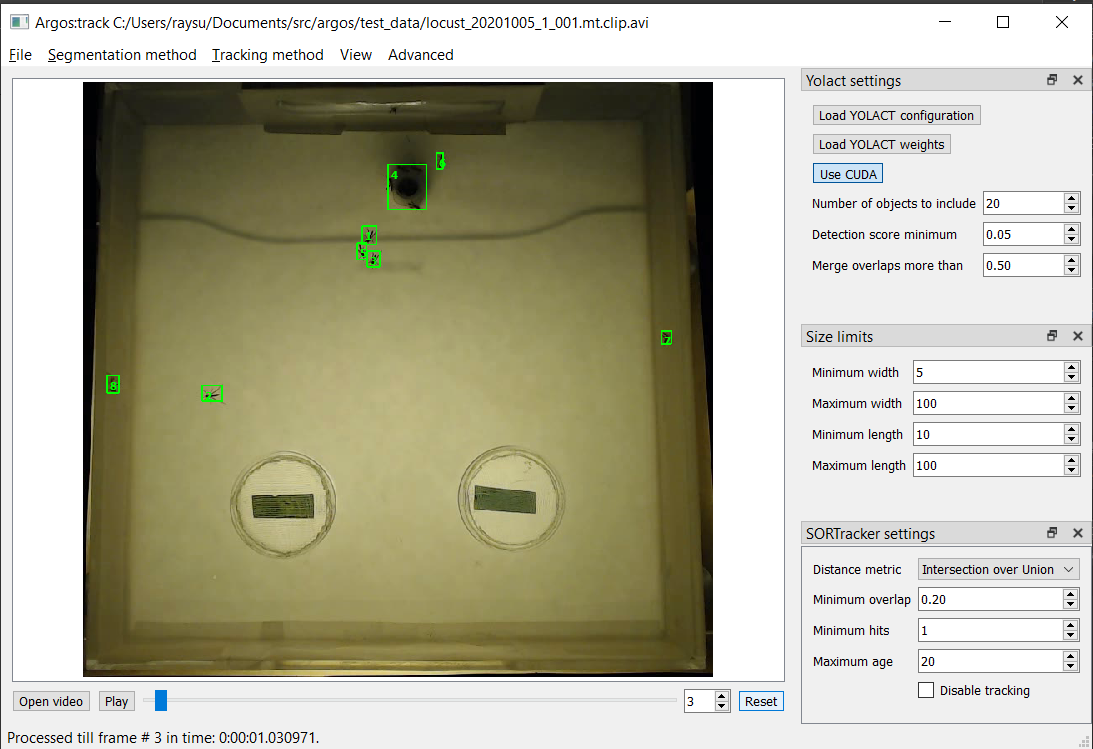 Argos:track C:/Users/raysu/Documents/src/argos/test_data/locust_20201005_1_001.mt.clip.avi
File Segmentation method Tracking method View Advanced
Yolact settings
Load YOLACT configuration
Load YOLACT weights
Use CUDA
Number of objects to include 20
Detection score minimum 0.05
Merge overlaps more than 0.50
Size limits
Minimum width 5
Maximum width 100
Minimum length 10
Maximum length 100
SORTracker settings
Distance metric Intersection over Union
Minimum overlap 0.20
Minimum hits 1
Maximum age 20
Disable tracking
6
4
7
8
Open video Play 3 Reset
Processed till frame # 3 in time: 0:00:01.030971.